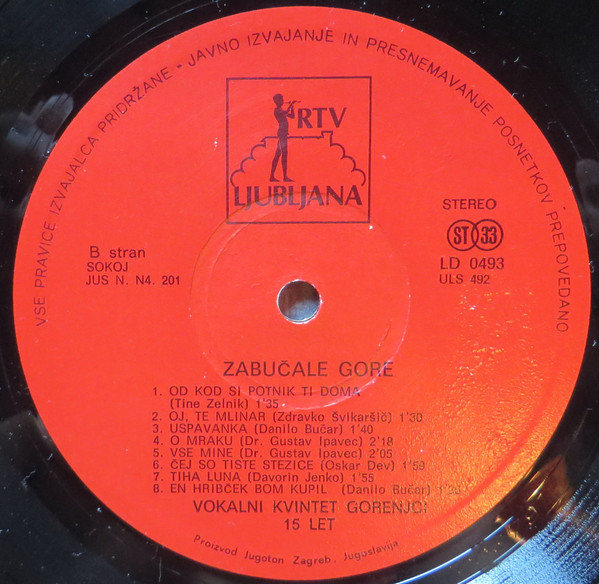 VSE PRAVICE IZVAJALCA PRIDRŽANE - JAVNO IZVAJANJE IN PRESNEMAVANJE POSNETKOV PREPOVEDANO
RTV
LJUBLJANA
B stran
SOKOJ
JUS N. N4. 201
STEREO
ST 33
LD 0493
ULS 492
ZABUČALE GORE
1. OD KOD SI POTNIK TI DOMA
(Tine Zelnik) 1'35
2. OJ, TE MLINAR (Zdravko Švikaršič) 1'30
3. USPAVANKA (Danilo Bučar) 1'40
4. O MRAKU (Dr. Gustav Ipavec) 2'18
5. VSE MINE (Dr. Gustav Ipavec) 2'05
6. ČEJ SO TISTE STEZICE (Oskar Dev) 1'59
7. TIHA LUNA (Davorin Jenko) 1'55
8. EN HRIBČEK BOM KUPIL (Danilo Bučar) 1'35
VOKALNI KVINTET GORENJCI
15 LET
Proizvod Jugoton Zagreb, Jugoslavija